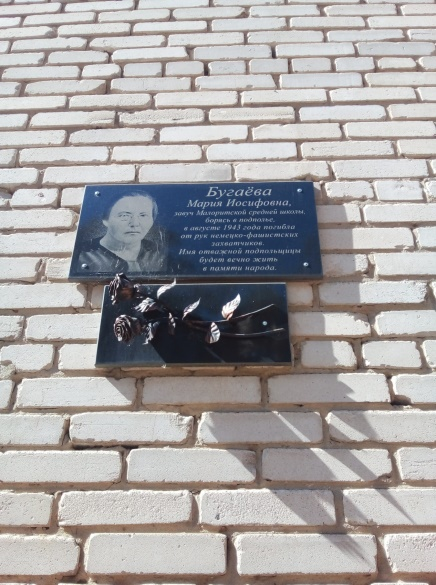 Бугаёва
Мария Иосифовна,
завуч Малоритской средней школы,
борясь в подполье,
в августе 1943 года погибла
от рук немецко-фашистских
захватчиков.
Имя отважной подпольщицы
будет вечно жить
в памяти народа.